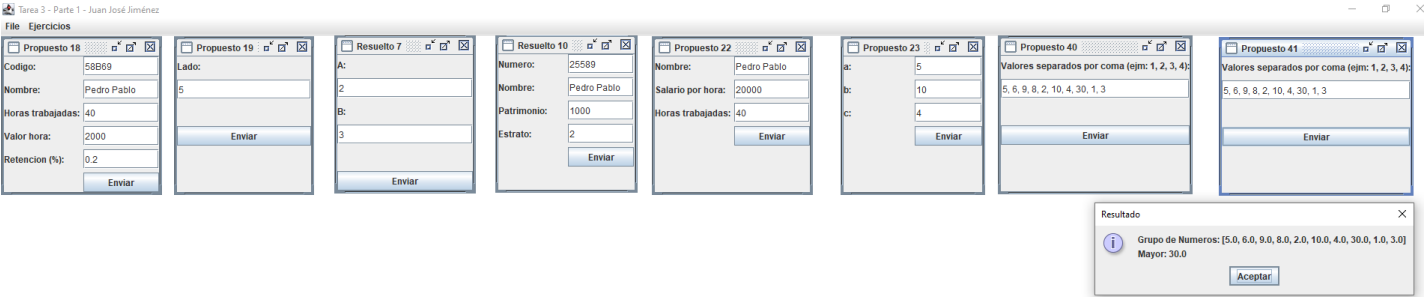 Tarea 3 - Parte 1 - Juan José Jiménez
File Ejercicios
Propuesto 18
Codigo: 58B69
Nombre: Pedro Pablo
Horas trabajadas: 40
Valor hora: 2000
Retencion (%): 0.2
Enviar
Propuesto 19
Lado:
5
Enviar
Resuelto 7
A:
2
B:
3
Enviar
Resuelto 10
Numero: 25589
Nombre: Pedro Pablo
Patrimonio: 1000
Estrato: 2
Enviar
Propuesto 22
Nombre: Pedro Pablo
Salario por hora: 20000
Horas trabajadas: 40
Enviar
Propuesto 23
a: 5
b: 10
c: 4
Enviar
Propuesto 40
Valores separados por coma (ejm: 1, 2, 3, 4):
5, 6, 9, 8, 2, 10, 4, 30, 1, 3
Enviar
Propuesto 41
Valores separados por coma (ejm: 1, 2, 3, 4):
5, 6, 9, 8, 2, 10, 4, 30, 1, 3
Enviar
Resultado
Grupo de Numeros: [5.0, 6.0, 9.0, 8.0, 2.0, 10.0, 4.0, 30.0, 1.0, 3.0]
Mayor: 30.0
Aceptar